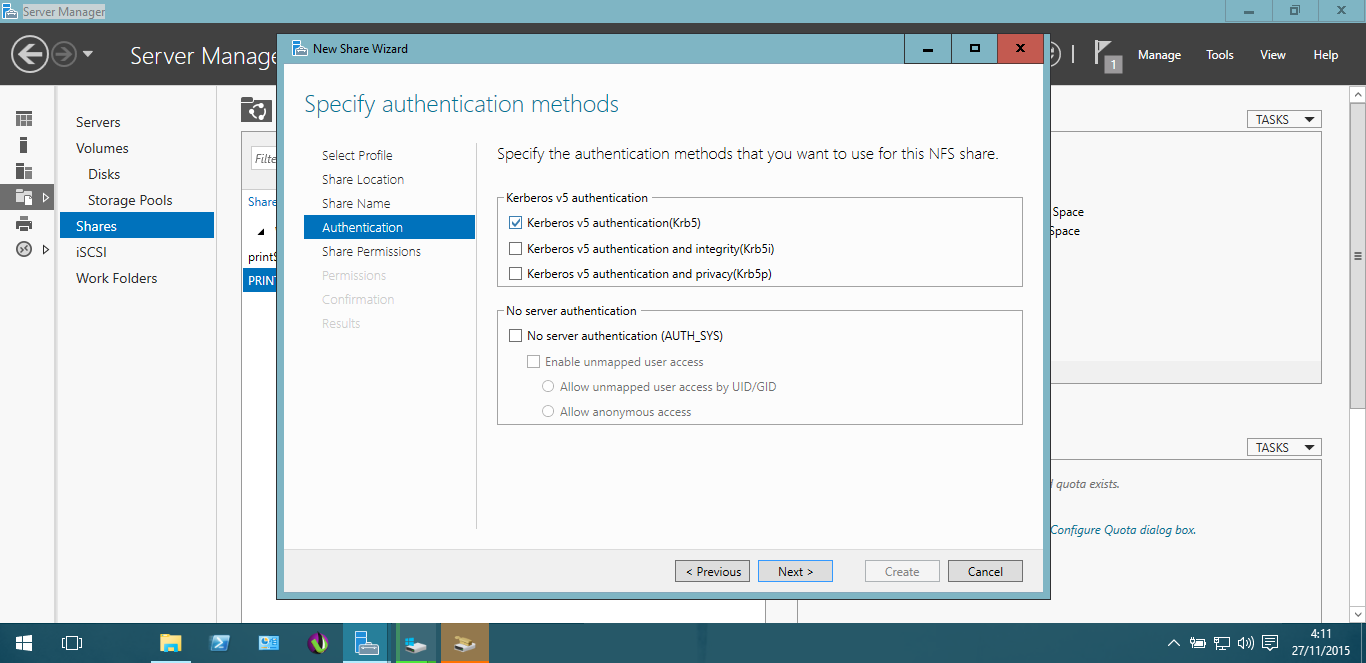 Server Manager
Server Manage
1
Manage
Tools
View
Help
New Share Wizard
Specify authentication methods
Servers
Volumes
Disks
Storage Pools
Shares
iSCSI
Work Folders
Filte
Share
print$
PRIN
Select Profile
Share Location
Share Name
Authentication
Share Permissions
Permissions
Confirmation
Results
Specify the authentication methods that you want to use for this NFS share.
Kerberos v5 authentication
Kerberos v5 authentication(Krb5)
Kerberos v5 authentication and integrity(Krb5i)
Kerberos v5 authentication and privacy(Krb5p)
No server authentication
No server authentication (AUTH_SYS)
Enable unmapped user access
Allow unmapped user access by UID/GID
Allow anonymous access
< Previous
Next >
Create
Cancel
TASKS
Space
Space
TASKS
quota exists.
Configure Quota dialog box.
4:11
27/11/2015